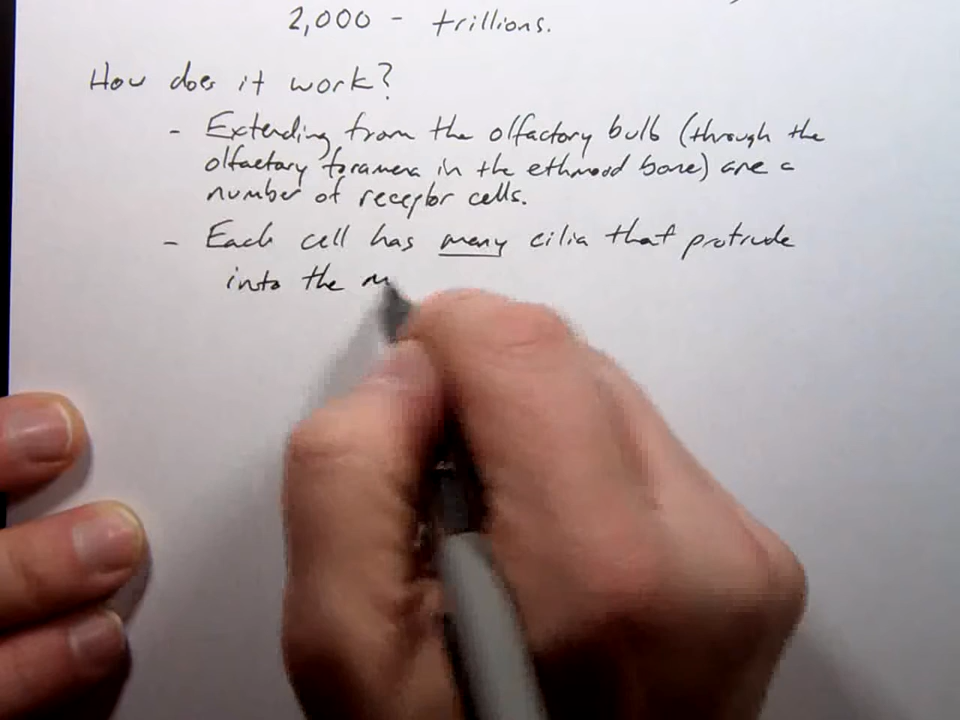 2,000 - trillions.
How does it work?
- Extending from the olfactory bulb (through the
olfactory foramera in the ethmoid bone) are a
number of receptor cells.
- Each cell has many cilia that protrude
into the